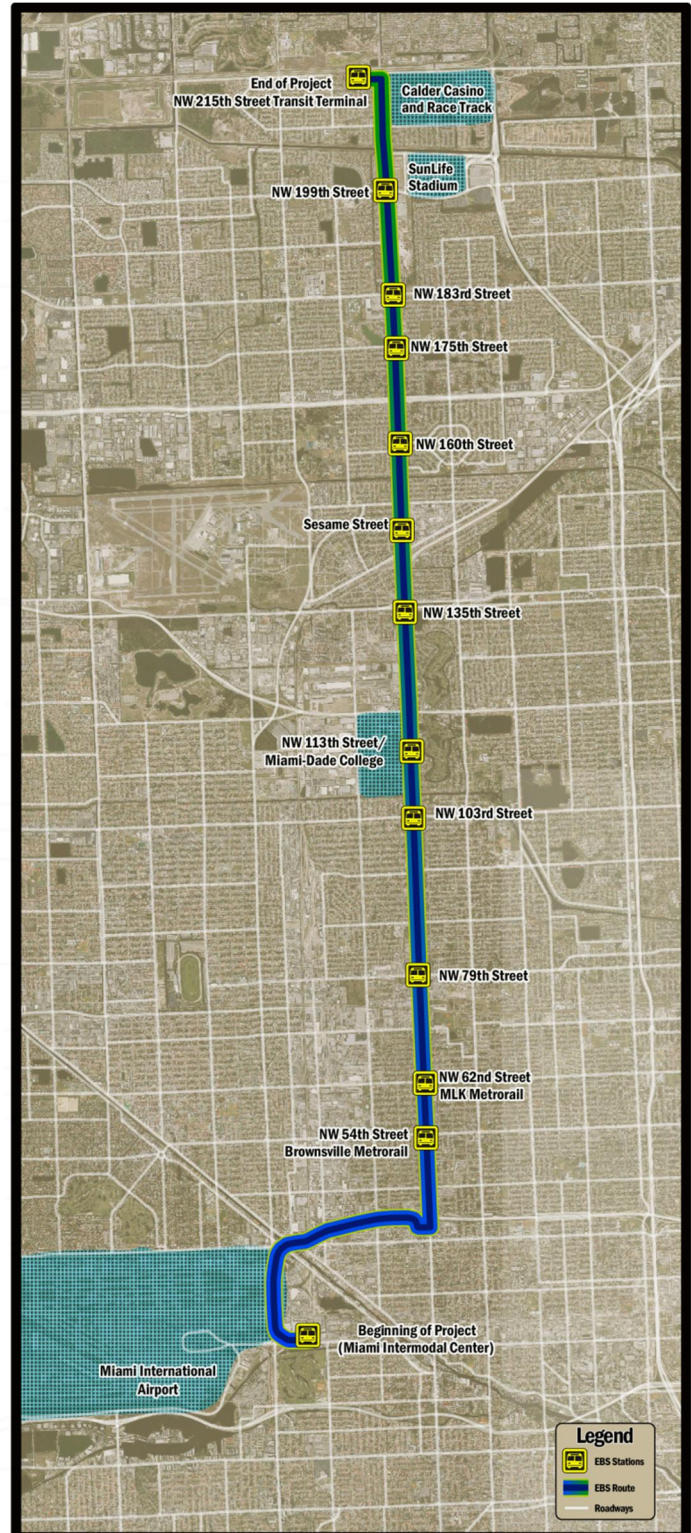 End of Project
NW 215th Street Transit Terminal
Calder Casino
and Race Track
SunLife
Stadium
NW 199th Street
NW 183rd Street
NW 175th Street
NW 160th Street
Sesame Street
NW 135th Street
NW 113th Street/
Miami-Dade College
NW 103rd Street
NW 79th Street
NW 62nd Street
MLK Metrorail
NW 54th Street
Brownsville Metrorail
Beginning of Project
(Miami Intermodal Center)
Miami International
Airport
Legend
EBS Stations
EBS Route
Roadways